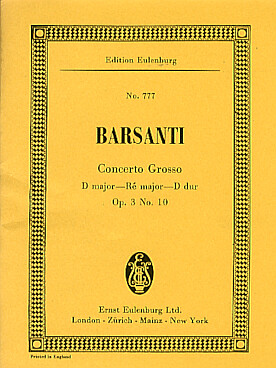 Edition Eulenburg
No. 777
BARSANTI
Concerto Grosso
D major—Ré major—D dur
Op. 3 No. 10
Ernst Eulenburg Ltd.
London - Zürich - Mainz - New York
Printed in England